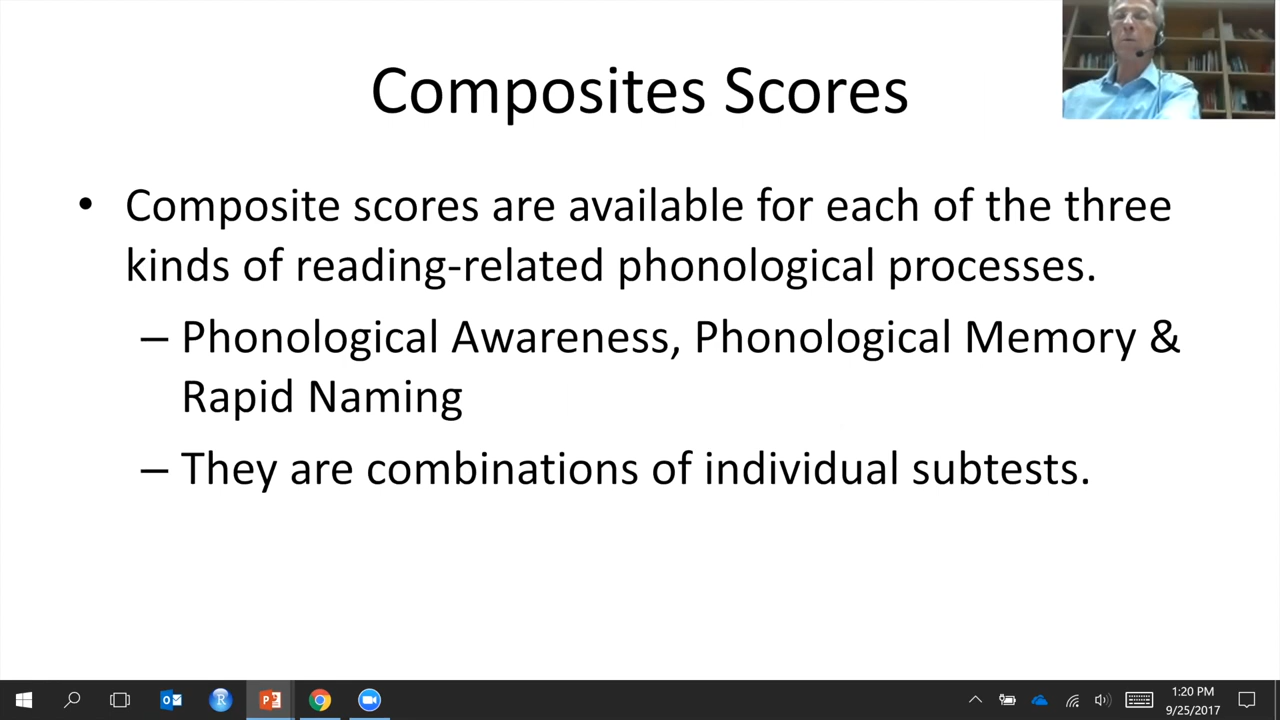 Composites Scores
• Composite scores are available for each of the three
kinds of reading-related phonological processes.
– Phonological Awareness, Phonological Memory &
Rapid Naming
– They are combinations of individual subtests.
1:20 PM
9/25/2017